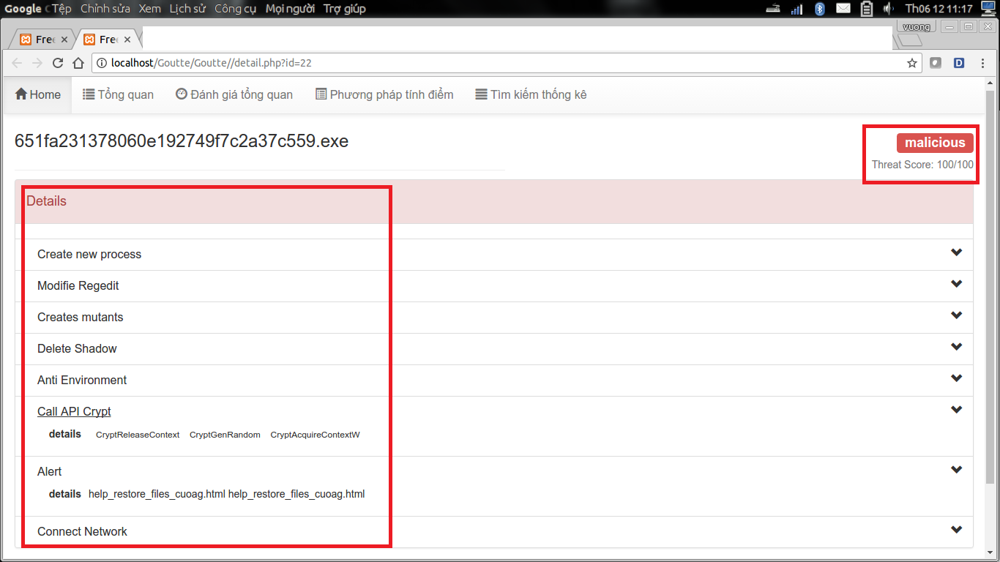 Google C Tệp Chỉnh sửa Xem Lịch sử Công cụ Mọi người Trợ giúp Th06 12 11:17
Free Free vuong
localhost/Goutte/Goutte//detail.php?id=22 D
Home Tổng quan Đánh giá tổng quan Phương pháp tính điểm Tìm kiếm thống kê
651fa231378060e192749f7c2a37c559.exe
malicious
Threat Score: 100/100
Details
Create new process
Modifie Regedit
Creates mutants
Delete Shadow
Anti Environment
Call API Crypt
details CryptReleaseContext CryptGenRandom CryptAcquireContextW
Alert
details help_restore_files_cuoag.html help_restore_files_cuoag.html
Connect Network